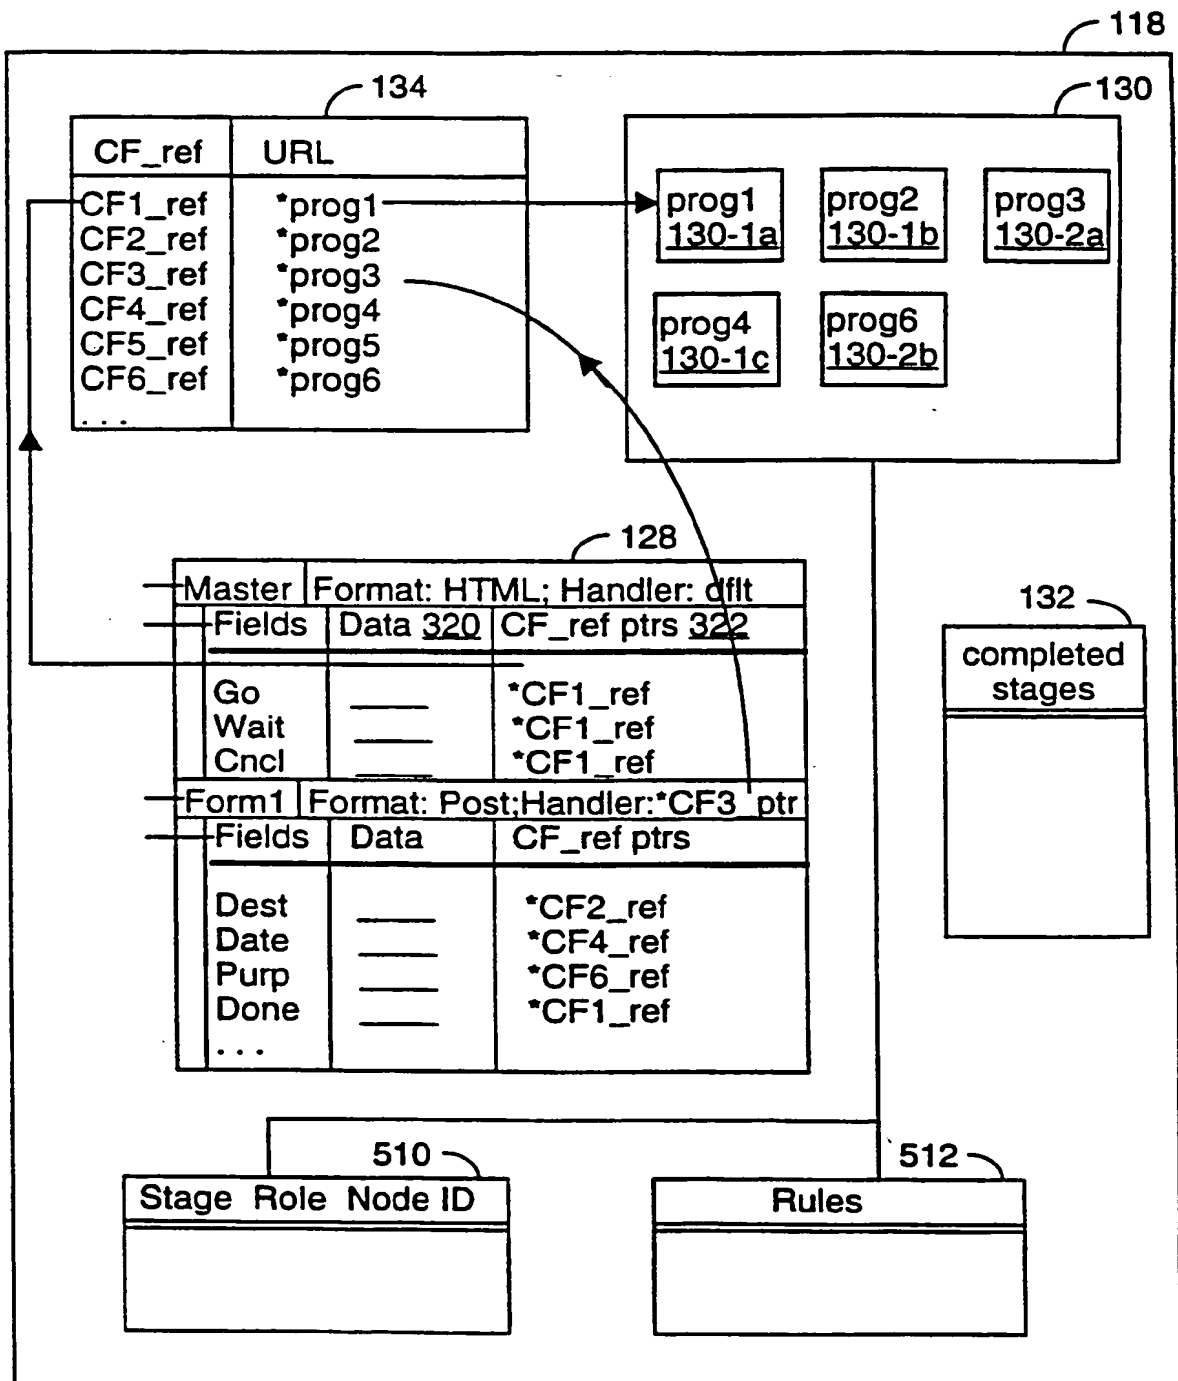 118
134
CF_ref URL
CF1_ref *prog1
CF2_ref *prog2
CF3_ref *prog3
CF4_ref *prog4
CF5_ref *prog5
CF6_ref *prog6
. . .
130
prog1
130-1a
prog2
130-1b
prog3
130-2a
prog4
130-1c
prog6
130-2b
128
Master Format: HTML; Handler: dflt
Fields Data 320 CF_ref ptrs 322
Go *CF1_ref
Wait *CF1_ref
Cncl *CF1_ref
Form1 Format: Post;Handler:*CF3_ptr
Fields Data CF_ref ptrs
Dest *CF2_ref
Date *CF4_ref
Purp *CF6_ref
Done *CF1_ref
. . .
132
completed
stages
510
Stage Role Node ID
512
Rules